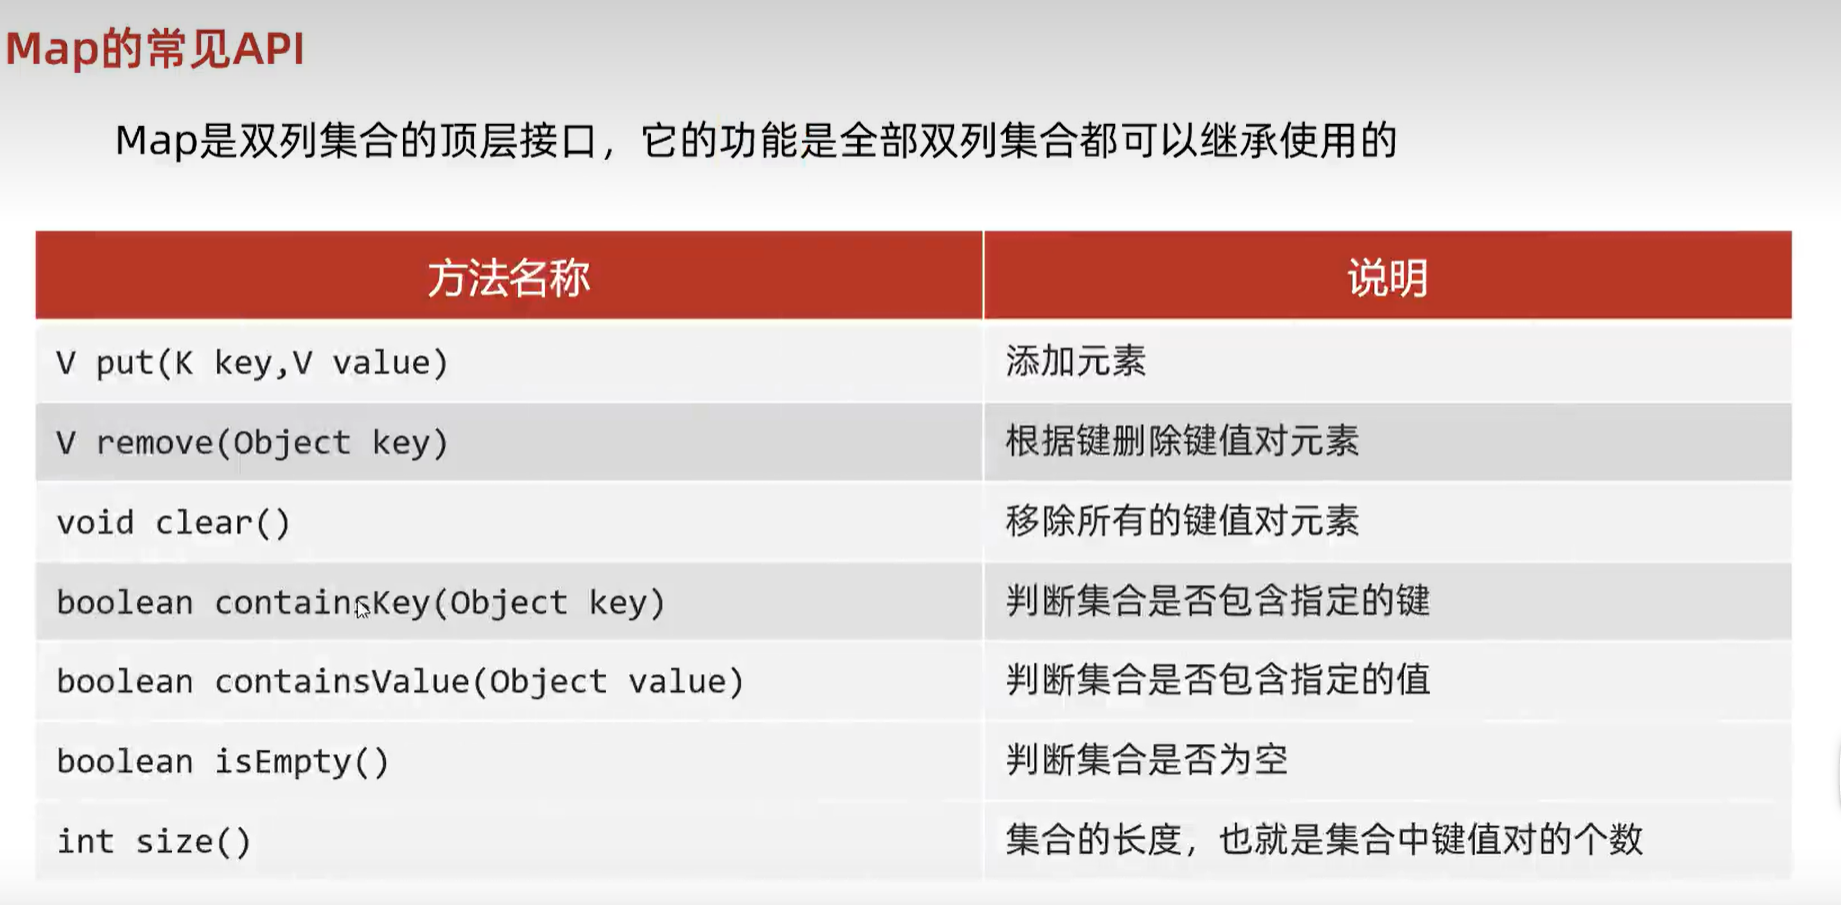 Map的常见API
Map是双列集合的顶层接口，它的功能是全部双列集合都可以继承使用的
方法名称 说明
V put(K key,V value) 添加元素
V remove(Object key) 根据键删除键值对元素
void clear() 移除所有的键值对元素
boolean containsKey(Object key) 判断集合是否包含指定的键
boolean containsValue(Object value) 判断集合是否包含指定的值
boolean isEmpty() 判断集合是否为空
int size() 集合的长度，也就是集合中键值对的个数